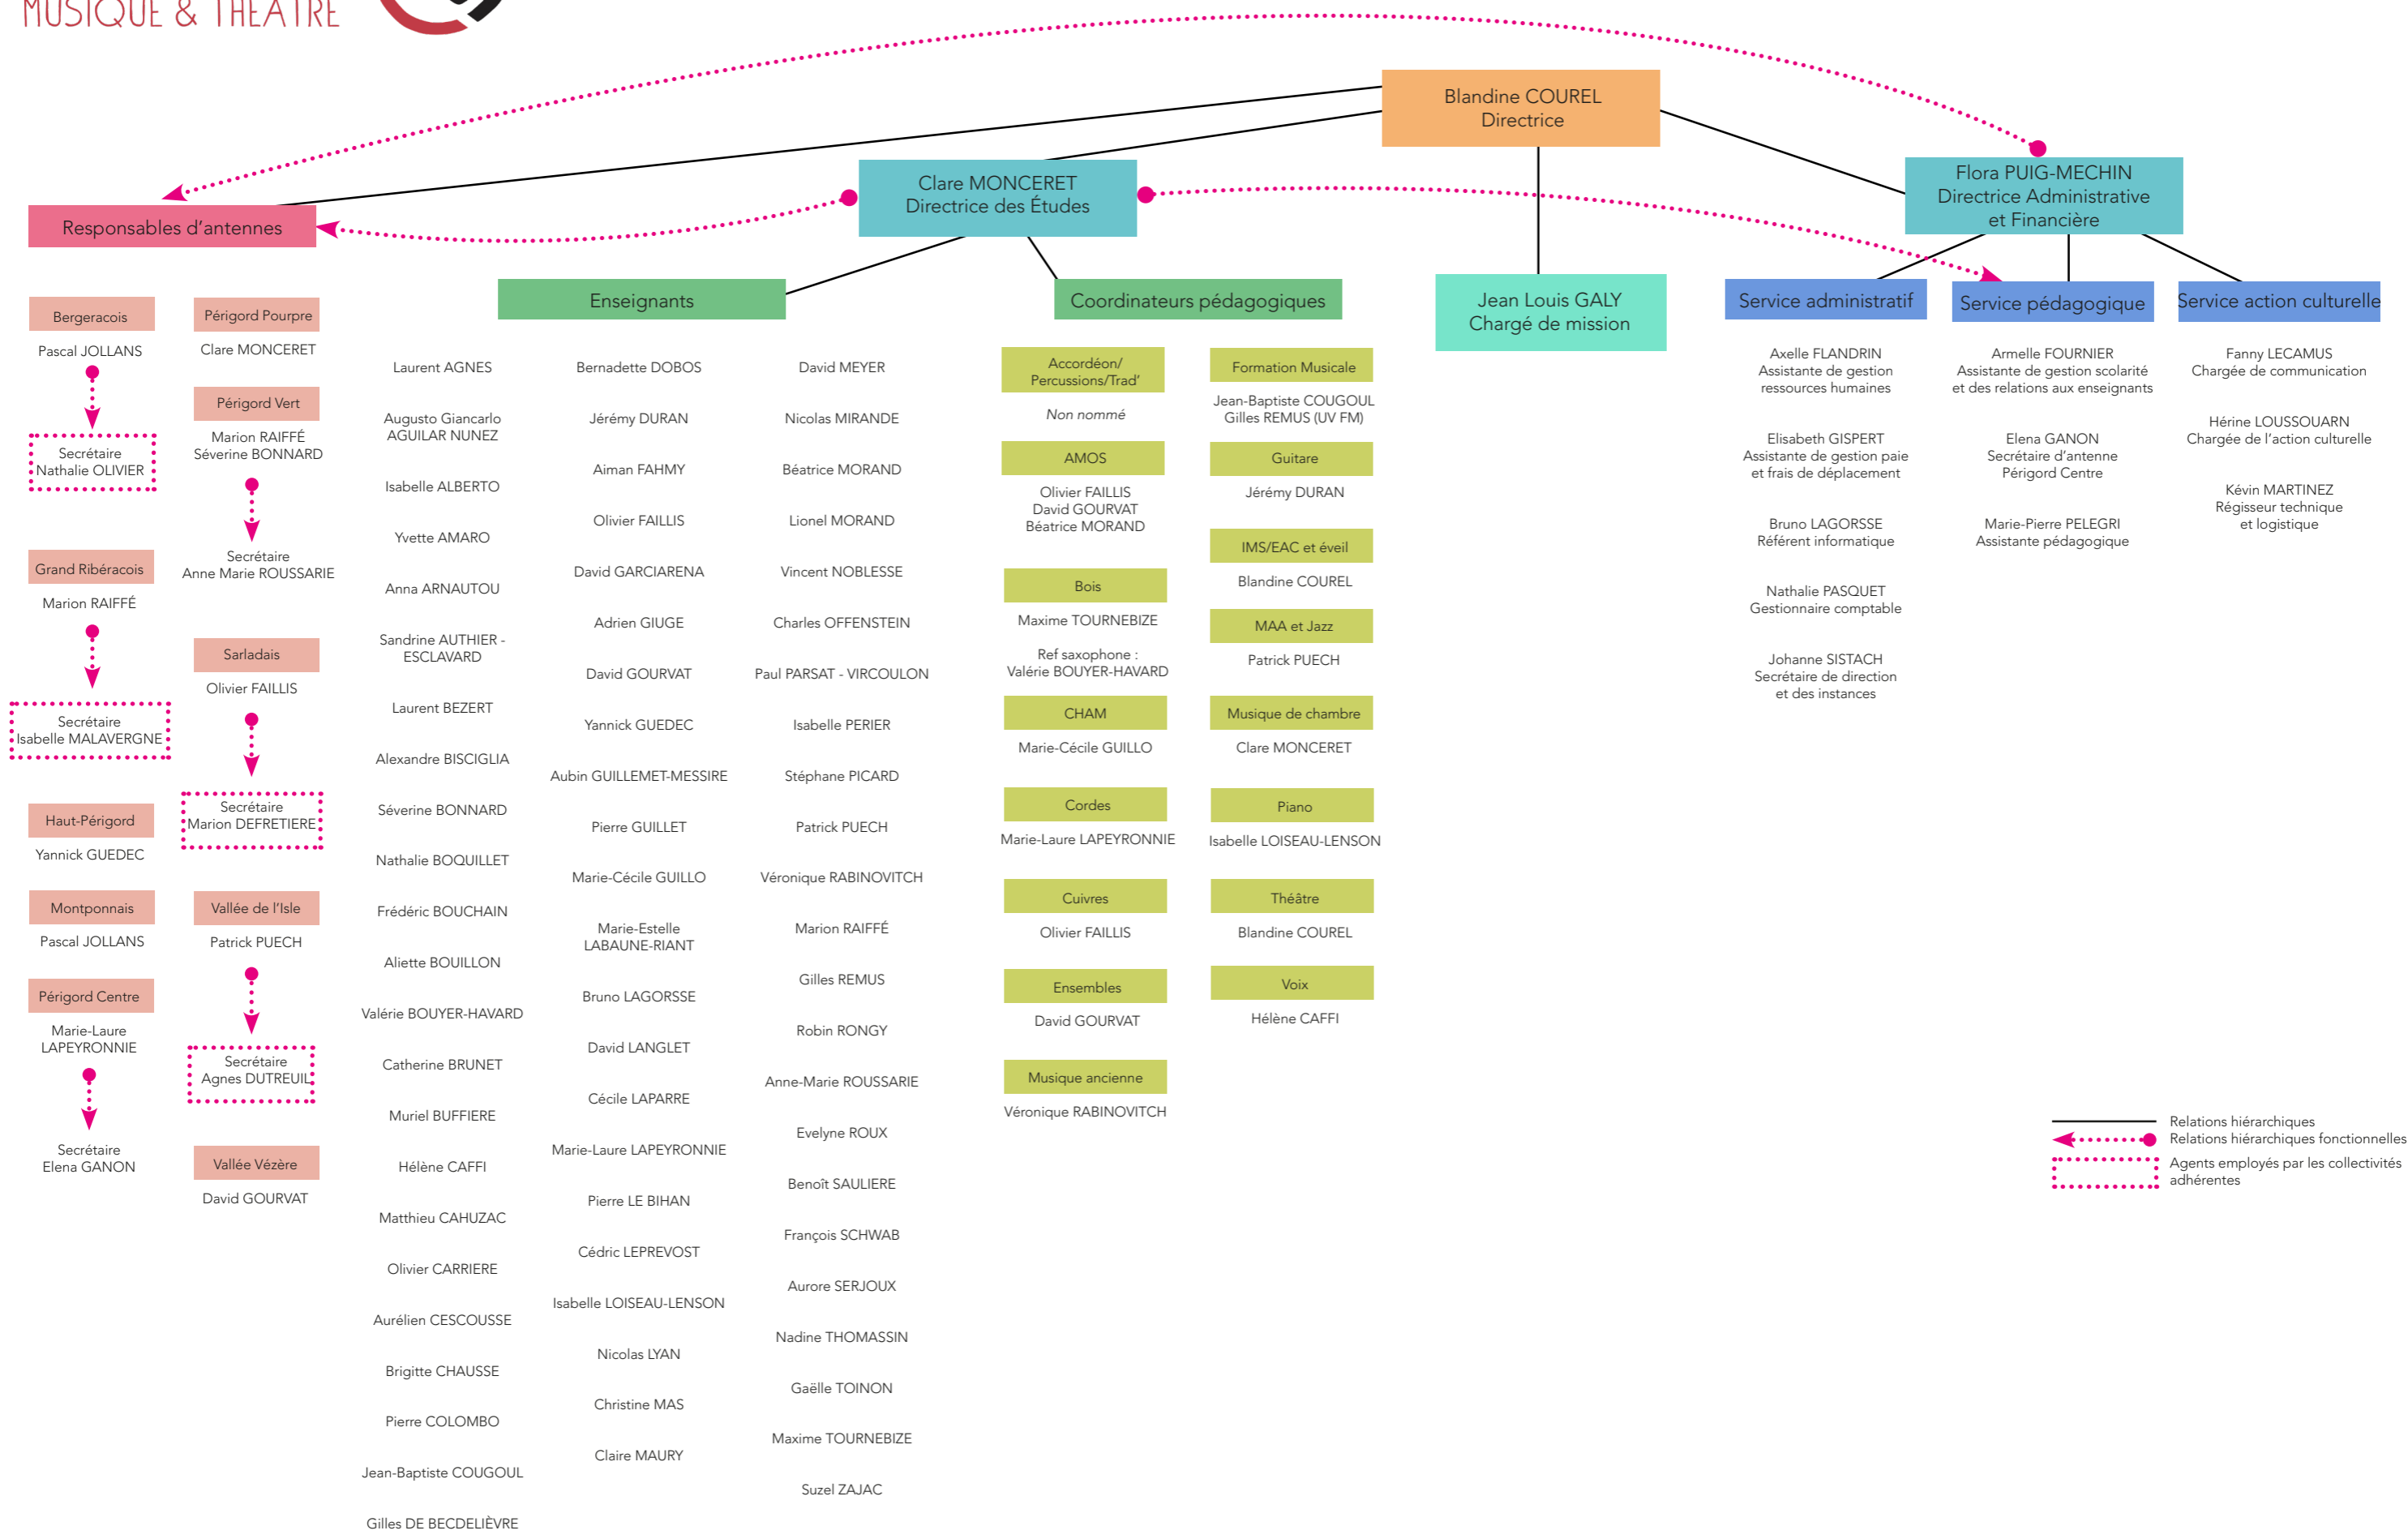 MUSIQUE & THÉÂTRE
Blandine COUREL
Directrice
Clare MONCERET
Directrice des Études
Flora PUIG-MECHIN
Directrice Administrative
et Financière
Responsables d'antennes
Enseignants
Coordinateurs pédagogiques
Jean Louis GALY
Chargé de mission
Service administratif
Service pédagogique
Service action culturelle
Bergeracois
Pascal JOLLANS
Secrétaire
Nathalie OLIVIER
Grand Ribéracois
Marion RAIFFÉ
Secrétaire
Isabelle MALAVERGNE
Haut-Périgord
Yannick GUEDEC
Montponnais
Pascal JOLLANS
Périgord Centre
Marie-Laure
LAPEYRONNIE
Secrétaire
Elena GANON
Périgord Pourpre
Clare MONCERET
Périgord Vert
Marion RAIFFÉ
Séverine BONNARD
Secrétaire
Anne Marie ROUSSARIE
Sarladais
Olivier FAILLIS
Secrétaire
Marion DEFRETIERE
Vallée de l'Isle
Patrick PUECH
Secrétaire
Agnes DUTREUIL
Vallée Vézère
David GOURVAT
Laurent AGNES
Augusto Giancarlo
AGUILAR NUNEZ
Isabelle ALBERTO
Yvette AMARO
Anna ARNAUTOU
Sandrine AUTHIER -
ESCLAVARD
Laurent BEZERT
Alexandre BISCIGLIA
Séverine BONNARD
Nathalie BOQUILLET
Frédéric BOUCHAIN
Aliette BOUILLON
Valérie BOUYER-HAVARD
Catherine BRUNET
Muriel BUFFIERE
Hélène CAFFI
Matthieu CAHUZAC
Olivier CARRIERE
Aurélien CESCOUSSE
Brigitte CHAUSSE
Pierre COLOMBO
Jean-Baptiste COUGOUL
Gilles DE BECDELIÈVRE
Bernadette DOBOS
Jérémy DURAN
Aiman FAHMY
Olivier FAILLIS
David GARCIARENA
Adrien GIUGE
David GOURVAT
Yannick GUEDEC
Aubin GUILLEMET-MESSIRE
Pierre GUILLET
Marie-Cécile GUILLO
Marie-Estelle
LABAUNE-RIANT
Bruno LAGORSSE
David LANGLET
Cécile LAPARRE
Marie-Laure LAPEYRONNIE
Pierre LE BIHAN
Cédric LEPREVOST
Isabelle LOISEAU-LENSON
Nicolas LYAN
Christine MAS
Claire MAURY
David MEYER
Nicolas MIRANDE
Béatrice MORAND
Lionel MORAND
Vincent NOBLESSE
Charles OFFENSTEIN
Paul PARSAT - VIRCOULON
Isabelle PERIER
Stéphane PICARD
Patrick PUECH
Véronique RABINOVITCH
Marion RAIFFÉ
Gilles REMUS
Robin RONGY
Anne-Marie ROUSSARIE
Evelyne ROUX
Benoît SAULIERE
François SCHWAB
Aurore SERJOUX
Nadine THOMASSIN
Gaëlle TOINON
Maxime TOURNEBIZE
Suzel ZAJAC
Accordéon/
Percussions/Trad'
Non nommé
AMOS
Olivier FAILLIS
David GOURVAT
Béatrice MORAND
Bois
Maxime TOURNEBIZE
Ref saxophone :
Valérie BOUYER-HAVARD
CHAM
Marie-Cécile GUILLO
Cordes
Marie-Laure LAPEYRONNIE
Cuivres
Olivier FAILLIS
Ensembles
David GOURVAT
Musique ancienne
Véronique RABINOVITCH
Formation Musicale
Jean-Baptiste COUGOUL
Gilles REMUS (UV FM)
Guitare
Jérémy DURAN
IMS/EAC et éveil
Blandine COUREL
MAA et Jazz
Patrick PUECH
Musique de chambre
Clare MONCERET
Piano
Isabelle LOISEAU-LENSON
Théâtre
Blandine COUREL
Voix
Hélène CAFFI
Axelle FLANDRIN
Assistante de gestion
ressources humaines
Elisabeth GISPERT
Assistante de gestion paie
et frais de déplacement
Bruno LAGORSSE
Référent informatique
Nathalie PASQUET
Gestionnaire comptable
Johanne SISTACH
Secrétaire de direction
et des instances
Armelle FOURNIER
Assistante de gestion scolarité
et des relations aux enseignants
Elena GANON
Secrétaire d'antenne
Périgord Centre
Marie-Pierre PELEGRI
Assistante pédagogique
Fanny LECAMUS
Chargée de communication
Hérine LOUSSOUARN
Chargée de l'action culturelle
Kévin MARTINEZ
Régisseur technique
et logistique
Relations hiérarchiques
Relations hiérarchiques fonctionnelles
Agents employés par les collectivités
adhérentes